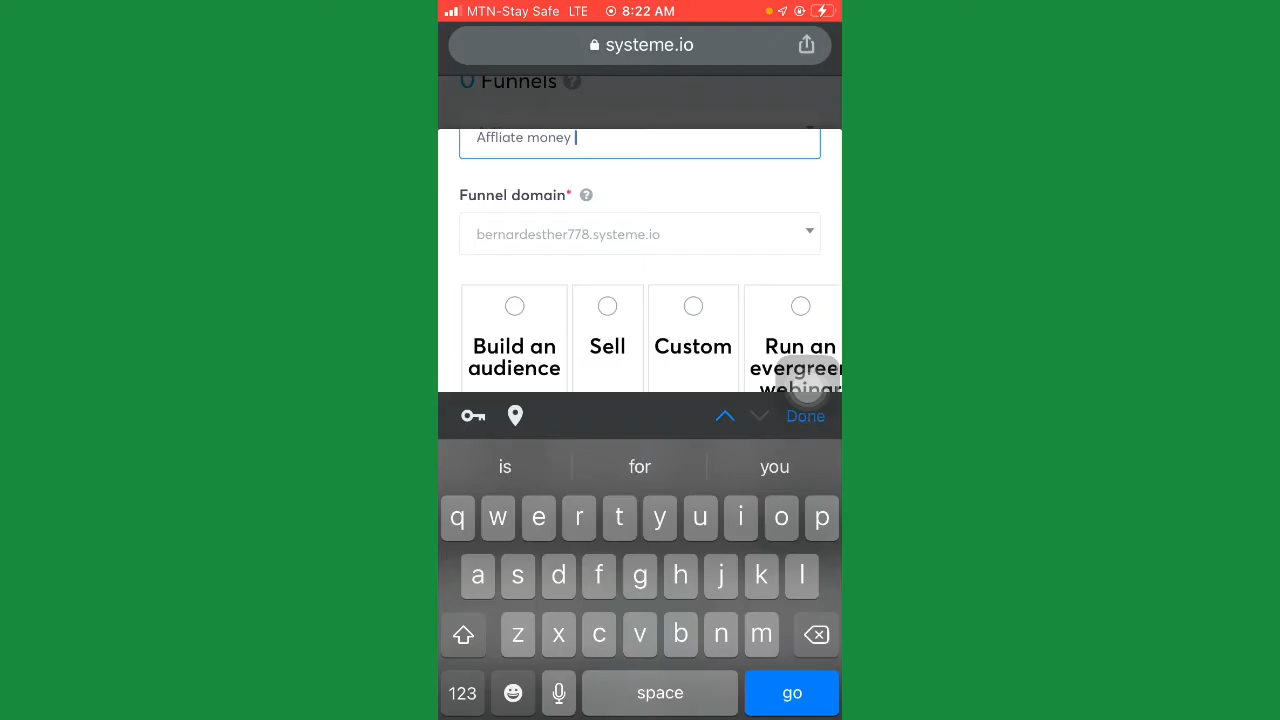 MTN-Stay Safe LTE 8:22 AM
systeme.io
0 Funnels ?
Affliate money
Funnel domain* ?
bernardesther778.systeme.io
Build an audience
Sell
Custom
Run an evergreen webinar
Done
is for you
q w e r t y u i o p
a s d f g h j k l
z x c v b n m
123 space go